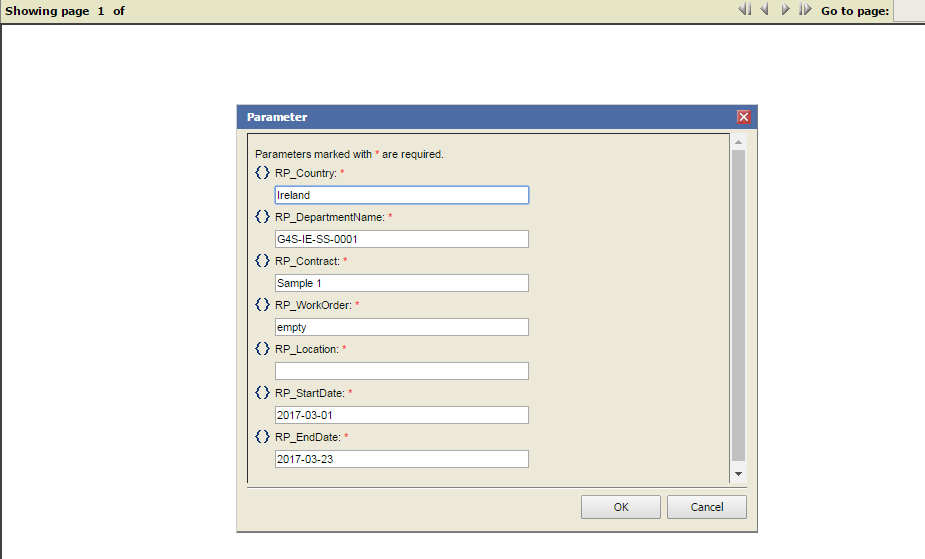 Showing page 1 of
Go to page:
Parameter
Parameters marked with * are required.
RP_Country: *
Ireland
RP_DepartmentName: *
G4S-IE-SS-0001
RP_Contract: *
Sample 1
RP_WorkOrder: *
empty
RP_Location: *
RP_StartDate: *
2017-03-01
RP_EndDate: *
2017-03-23
OK Cancel